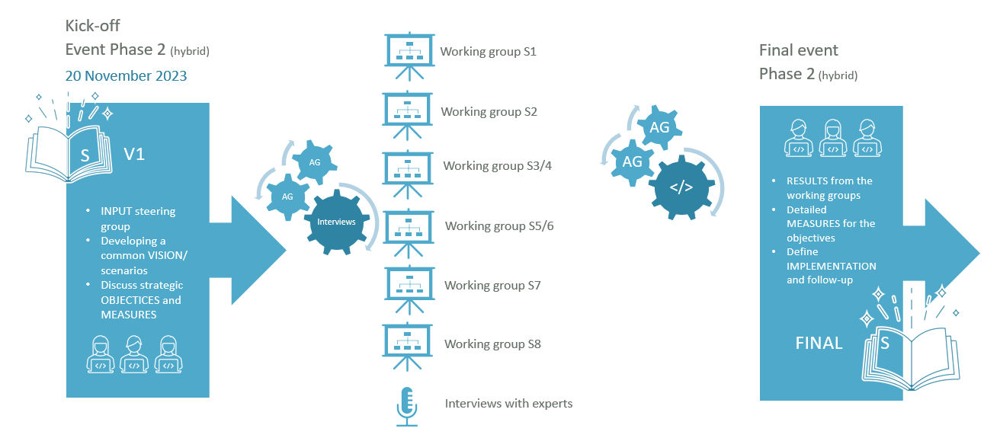 Kick-off
Event Phase 2 (hybrid)
20 November 2023
S
V1
• INPUT steering
group
• Developing a
common VISION/
scenarios
• Discuss strategic
OBJECTICES and
MEASURES
</>
</>
</>
AG
AG
Interviews
Working group S1
Working group S2
Working group S3/4
Working group S5/6
Working group S7
Working group S8
Interviews with experts
AG
AG
</>
Final event
Phase 2 (hybrid)
</>
</>
</>
• RESULTS from the
working groups
• Detailed
MEASURES for the
objectives
• Define
IMPLEMENTATION
and follow-up
FINAL
S